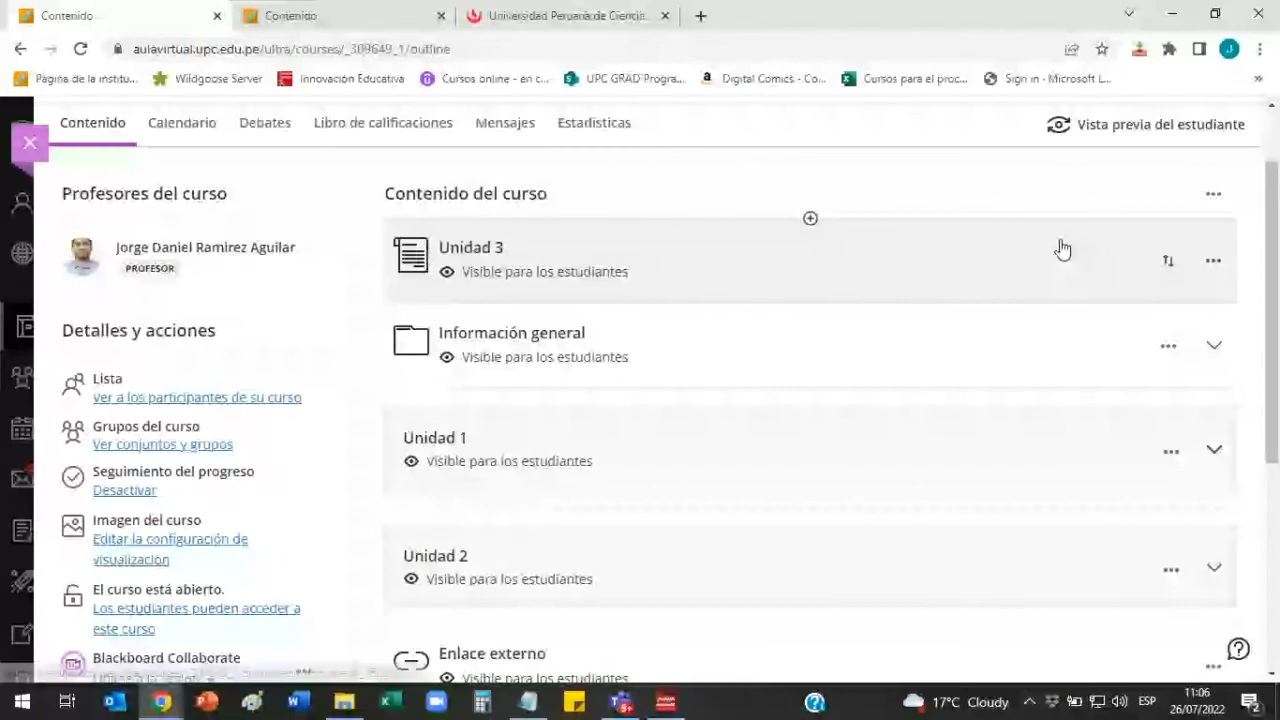 Contenido
Contenido
Universidad Peruana de Ciencia
aulavirtual.upc.edu.pe/ultra/courses/_309649_1/outline
Página de la institu...
Wildgoose Server
Innovación Educativa
Cursos online - en c...
UPC GRAD Progra...
Digital Comics - Co...
Cursos para el proc...
Sign in - Microsoft L...
Contenido
Calendario
Debates
Libro de calificaciones
Mensajes
Estadísticas
Vista previa del estudiante
Profesores del curso
Jorge Daniel Ramirez Aguilar
PROFESOR
Detalles y acciones
Lista
Ver a los participantes de su curso
Grupos del curso
Ver conjuntos y grupos
Seguimiento del progreso
Desactivar
Imagen del curso
Editar la configuración de
visualización
El curso está abierto.
Los estudiantes pueden acceder a
este curso
Blackboard Collaborate
Contenido del curso
Unidad 3
Visible para los estudiantes
Información general
Visible para los estudiantes
Unidad 1
Visible para los estudiantes
Unidad 2
Visible para los estudiantes
Enlace externo
Visible para los estudiantes
17°C Cloudy
ESP
11:06
26/07/2022